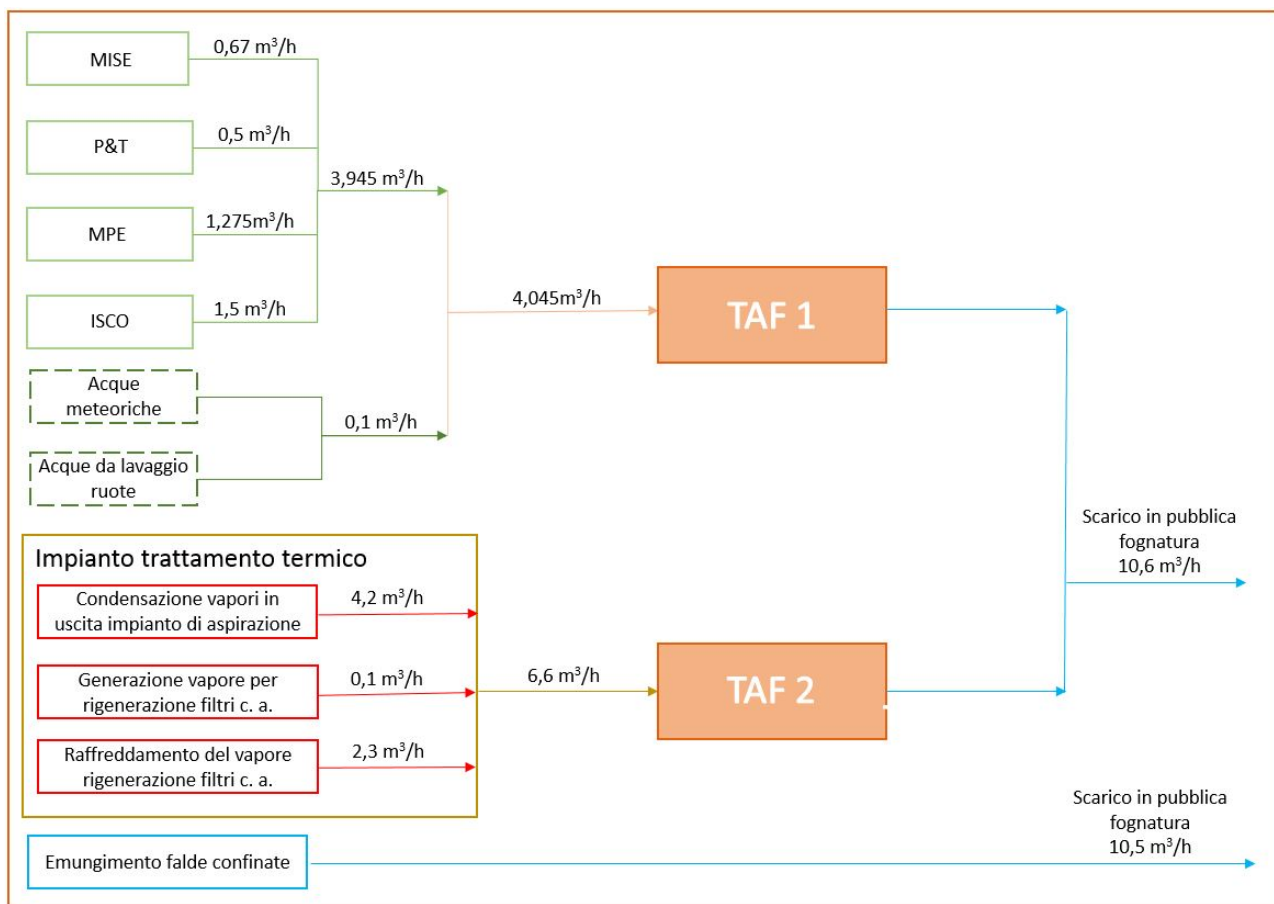 MISE
0,67 m³/h
P&T
0,5 m³/h
3,945 m³/h
MPE
1,275m³/h
ISCO
1,5 m³/h
4,045m³/h
TAF 1
Acque
meteoriche
0,1 m³/h
Acque da lavaggio
ruote
Scarico in pubblica
fognatura
10,6 m³/h
Impianto trattamento termico
Condensazione vapori in
uscita impianto di aspirazione
4,2 m³/h
Generazione vapore per
rigenerazione filtri c. a.
0,1 m³/h
6,6 m³/h
TAF 2
Raffreddamento del vapore
rigenerazione filtri c. a.
2,3 m³/h
Scarico in pubblica
fognatura
10,5 m³/h
Emungimento falde confinate